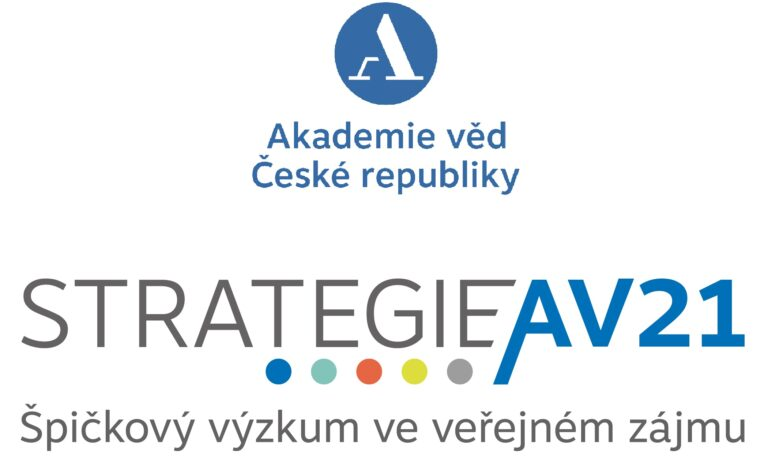 Akademie věd
České republiky
STRATEGIE AV21
Špičkový výzkum ve veřejném zájmu